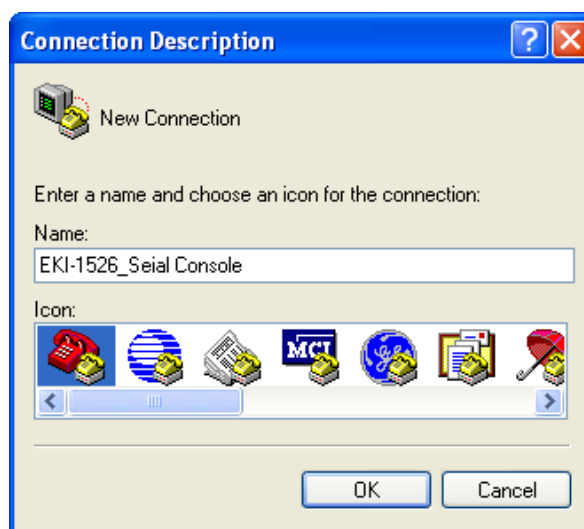 Connection Description
New Connection
Enter a name and choose an icon for the connection:
Name:
EKI-1526_Seial Console
Icon:
MCI
OK
Cancel